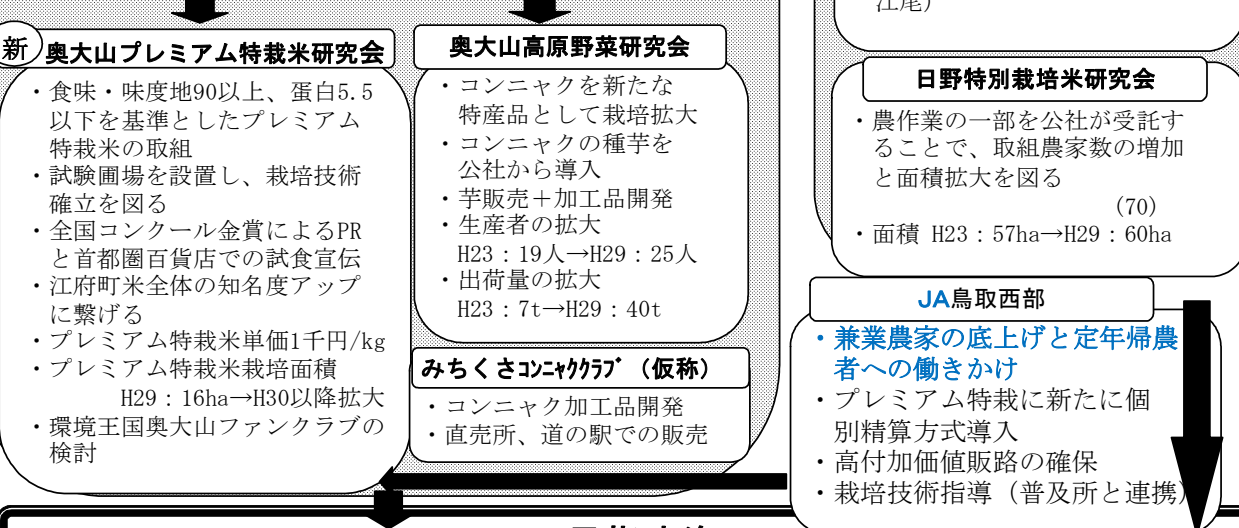 新
奥大山プレミアム特栽米研究会
・食味・味度地90以上、蛋白5.5
以下を基準としたプレミアム
特栽米の取組
・試験圃場を設置し、栽培技術
確立を図る
・全国コンクール金賞によるPR
と首都圏百貨店での試食宣伝
・江府町米全体の知名度アップ
に繋げる
・プレミアム特栽米単価1千円/kg
・プレミアム特栽米栽培面積
H29：16ha→H30以降拡大
・環境王国奥大山ファンクラブの
検討
奥大山高原野菜研究会
・コンニャクを新たな
特産品として栽培拡大
・コンニャクの種芋を
公社から導入
・芋販売＋加工品開発
・生産者の拡大
H23：19人→H29：25人
・出荷量の拡大
H23：7t→H29：40t
みちくさｺﾝﾆｬｸｸﾗﾌﾞ（仮称）
・コンニャク加工品開発
・直売所、道の駅での販売
江尾）
日野特別栽培米研究会
・農作業の一部を公社が受託す
ることで、取組農家数の増加
と面積拡大を図る
(70)
・面積 H23：57ha→H29：60ha
JA鳥取西部
・兼業農家の底上げと定年帰農
者への働きかけ
・プレミアム特栽に新たに個
別精算方式導入
・高付加価値販路の確保
・栽培技術指導（普及所と連携）